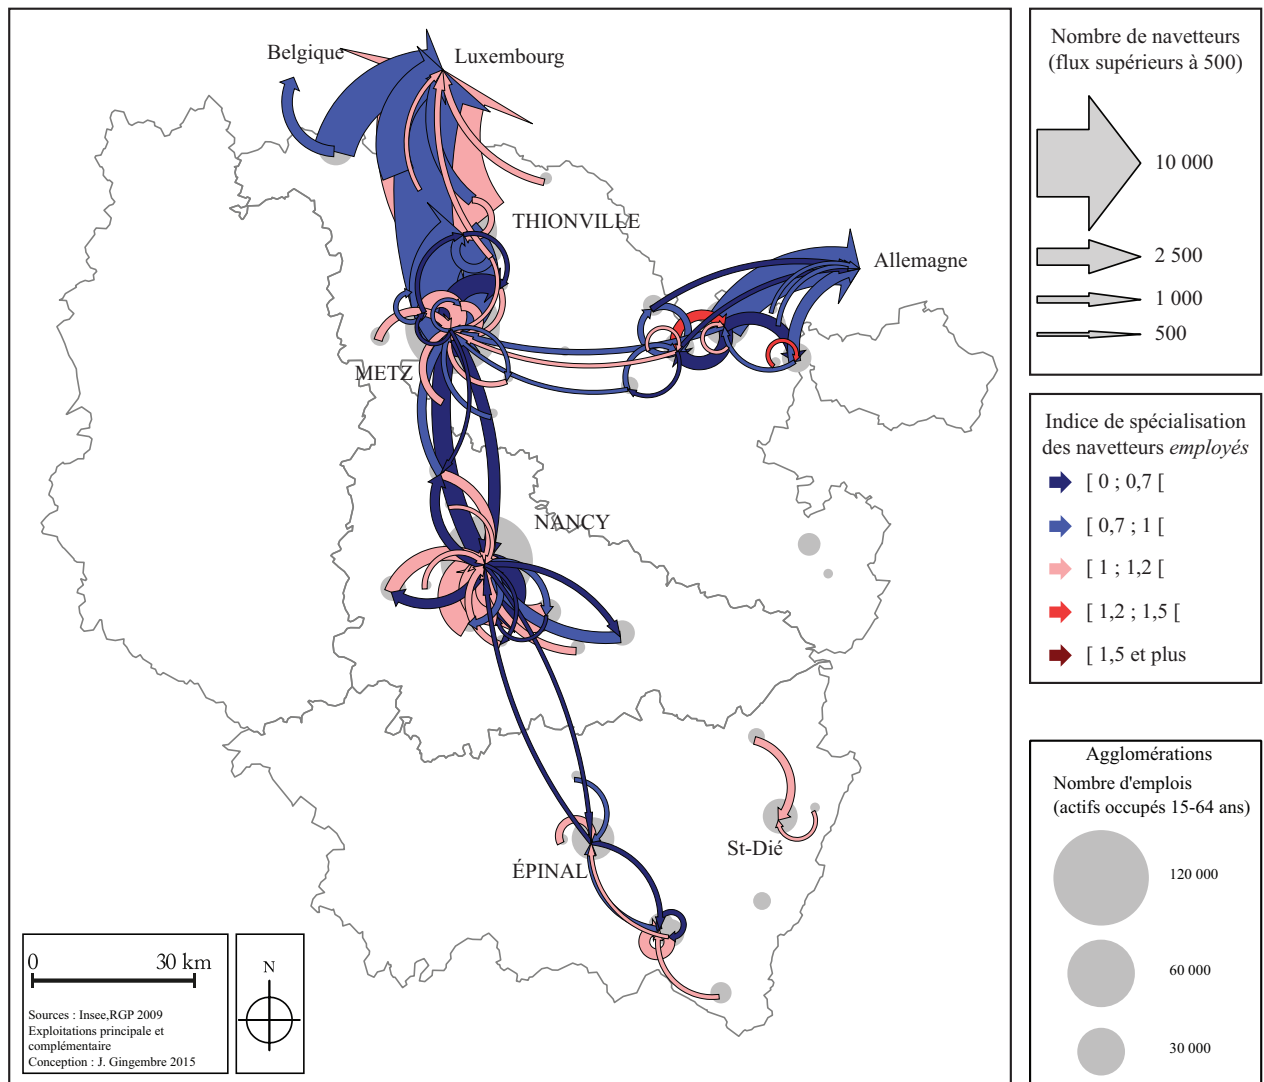 Belgique
Luxembourg
THIONVILLE
Allemagne
METZ
NANCY
ÉPINAL
St-Dié
0 30 km
Sources : Insee,RGP 2009
Exploitations principale et
complémentaire
Conception : J. Gingembre 2015
N
Nombre de navetteurs
(flux supérieurs à 500)
10 000
2 500
1 000
500
Indice de spécialisation
des navetteurs employés
[ 0 ; 0,7 [
[ 0,7 ; 1 [
[ 1 ; 1,2 [
[ 1,2 ; 1,5 [
[ 1,5 et plus
Agglomérations
Nombre d'emplois
(actifs occupés 15-64 ans)
120 000
60 000
30 000